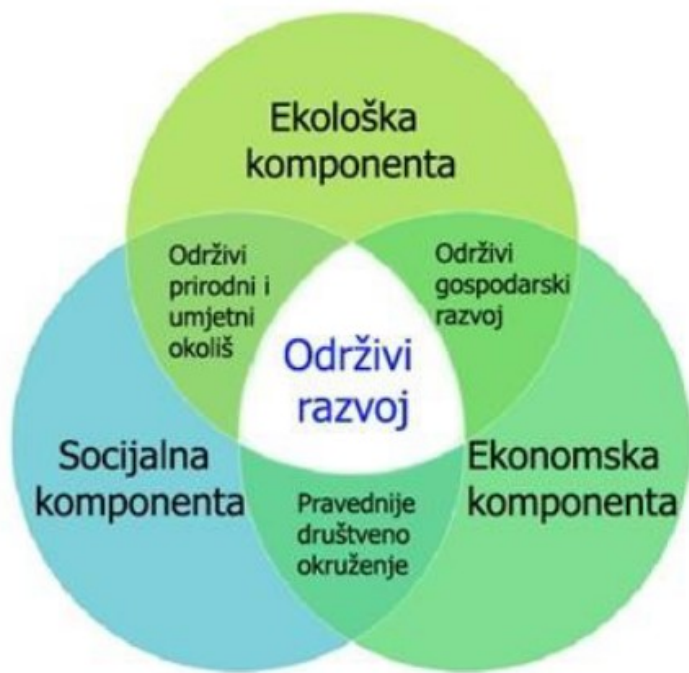 Ekološka
komponenta
Održivi
prirodni i
umjetni
okoliš
Održivi
gospodarski
razvoj
Održivi
razvoj
Socijalna
komponenta
Ekonomska
komponenta
Pravednije
društveno
okruženje